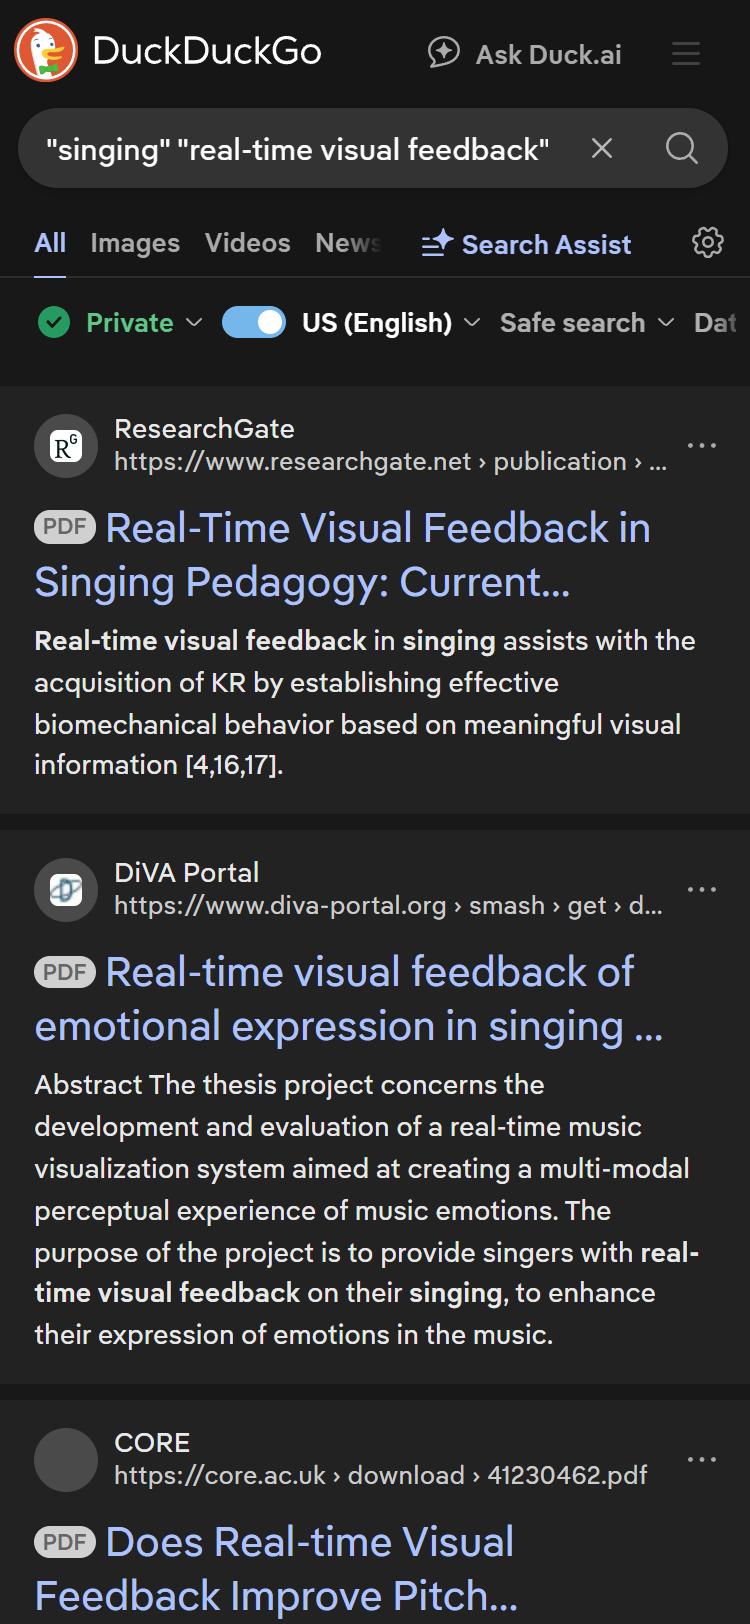 DuckDuckGo
Ask Duck.ai
"singing" "real-time visual feedback"
All Images Videos News Search Assist
Private US (English) Safe search Dat
ResearchGate
https://www.researchgate.net › publication › ...
PDF Real-Time Visual Feedback in
Singing Pedagogy: Current...
Real-time visual feedback in singing assists with the
acquisition of KR by establishing effective
biomechanical behavior based on meaningful visual
information [4,16,17].
DiVA Portal
https://www.diva-portal.org › smash › get › d...
PDF Real-time visual feedback of
emotional expression in singing ...
Abstract The thesis project concerns the
development and evaluation of a real-time music
visualization system aimed at creating a multi-modal
perceptual experience of music emotions. The
purpose of the project is to provide singers with real-
time visual feedback on their singing, to enhance
their expression of emotions in the music.
CORE
https://core.ac.uk › download › 41230462.pdf
PDF Does Real-time Visual
Feedback Improve Pitch...